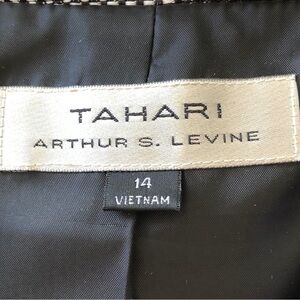 TAHARI
ARTHUR S. LEVINE
14
VIETNAM